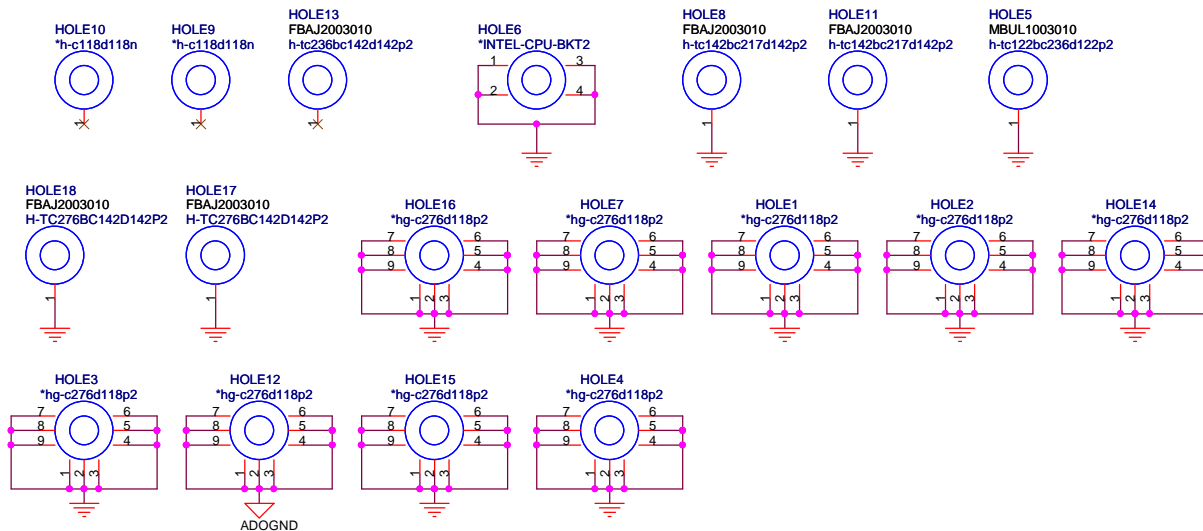 HOLE10
*h-c118d118n
1
HOLE9
*h-c118d118n
1
HOLE13
FBAJ2003010
h-tc236bc142d142p2
1
HOLE6
*INTEL-CPU-BKT2
1 3
2 4
HOLE8
FBAJ2003010
h-tc142bc217d142p2
1
HOLE11
FBAJ2003010
h-tc142bc217d142p2
1
HOLE5
MBUL1003010
h-tc122bc236d122p2
1
HOLE18
FBAJ2003010
H-TC276BC142D142P2
1
HOLE17
FBAJ2003010
H-TC276BC142D142P2
1
HOLE16
*hg-c276d118p2
7 6
8 5
9 4
1 2 3
HOLE7
*hg-c276d118p2
7 6
8 5
9 4
1 2 3
HOLE1
*hg-c276d118p2
7 6
8 5
9 4
1 2 3
HOLE2
*hg-c276d118p2
7 6
8 5
9 4
1 2 3
HOLE14
*hg-c276d118p2
7 6
8 5
9 4
1 2 3
HOLE3
*hg-c276d118p2
7 6
8 5
9 4
1 2 3
HOLE12
*hg-c276d118p2
7 6
8 5
9 4
1 2 3
ADOGND
HOLE15
*hg-c276d118p2
7 6
8 5
9 4
1 2 3
HOLE4
*hg-c276d118p2
7 6
8 5
9 4
1 2 3